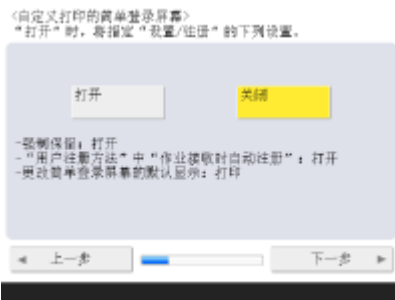 <自定义打印的简单登录屏幕>
“打开”时，将指定“设置/注册”的下列设置。
打开
关闭
-强制保留：打开
-“用户注册方法”中“作业接收时自动注册”：打开
-更改简单登录屏幕的默认显示：打印
◀ 上一步
下一步 ▶